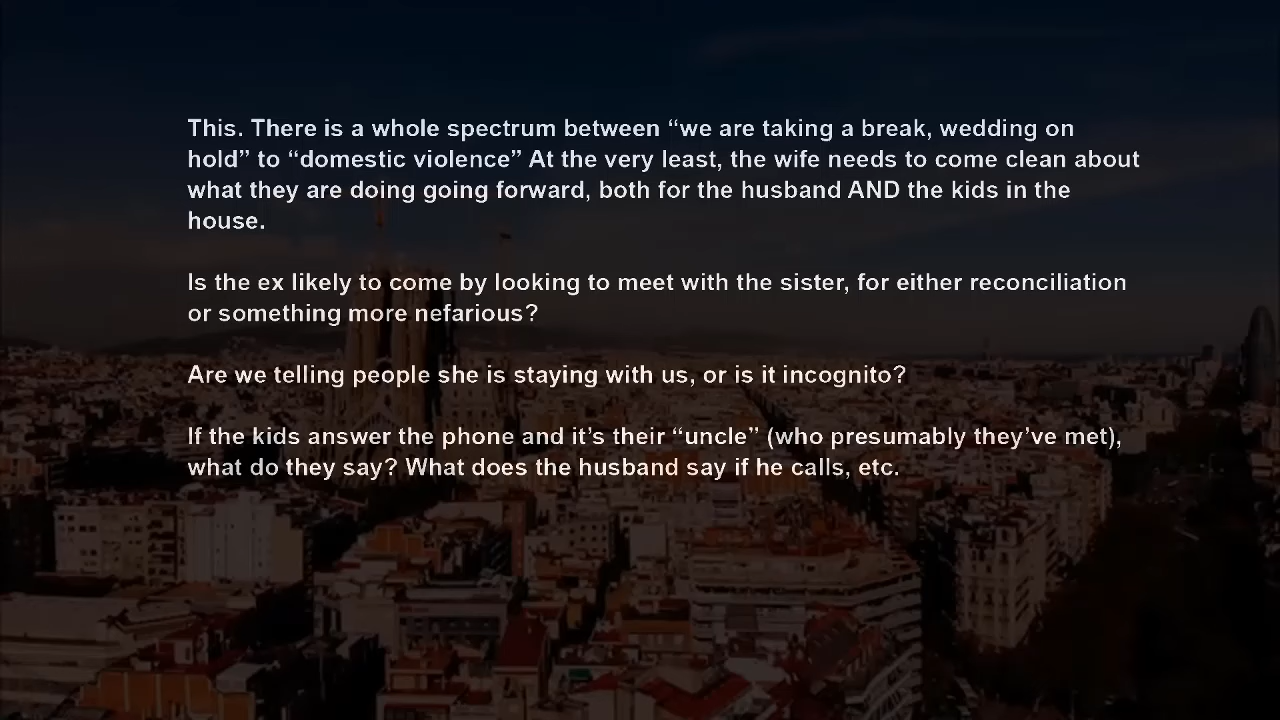 This. There is a whole spectrum between “we are taking a break, wedding on
hold” to “domestic violence” At the very least, the wife needs to come clean about
what they are doing going forward, both for the husband AND the kids in the
house.
Is the ex likely to come by looking to meet with the sister, for either reconciliation
or something more nefarious?
Are we telling people she is staying with us, or is it incognito?
If the kids answer the phone and it’s their “uncle” (who presumably they’ve met),
what do they say? What does the husband say if he calls, etc.